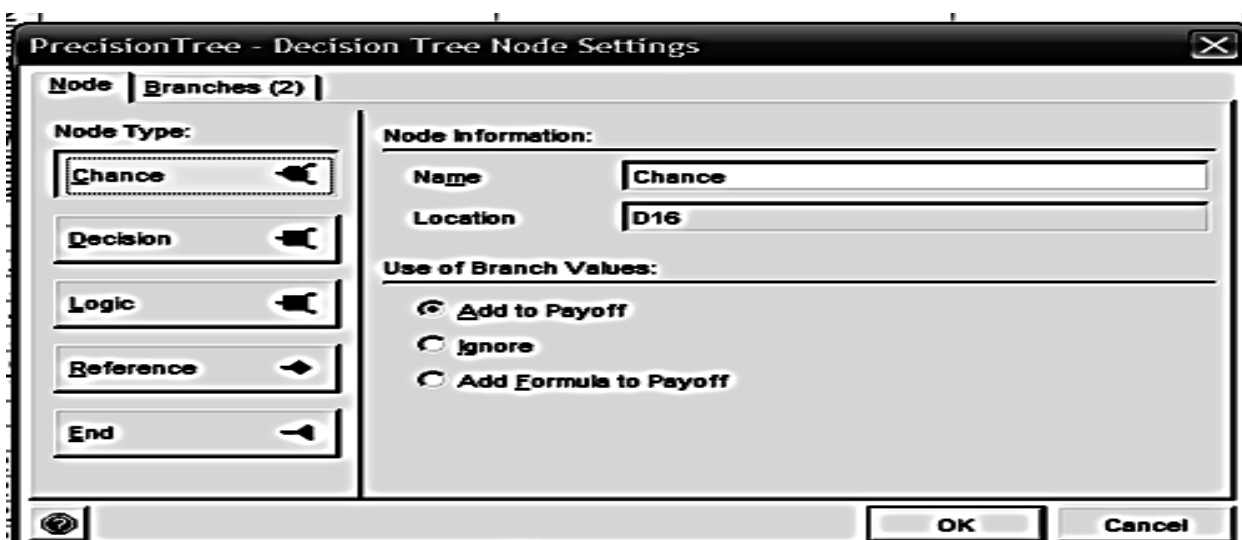 PrecisionTree - Decision Tree Node Settings
Node Branches (2)
Node Type:
Chance
Decision
Logic
Reference
End
Node Information:
Name Chance
Location D16
Use of Branch Values:
Add to Payoff
Ignore
Add Formula to Payoff
OK Cancel